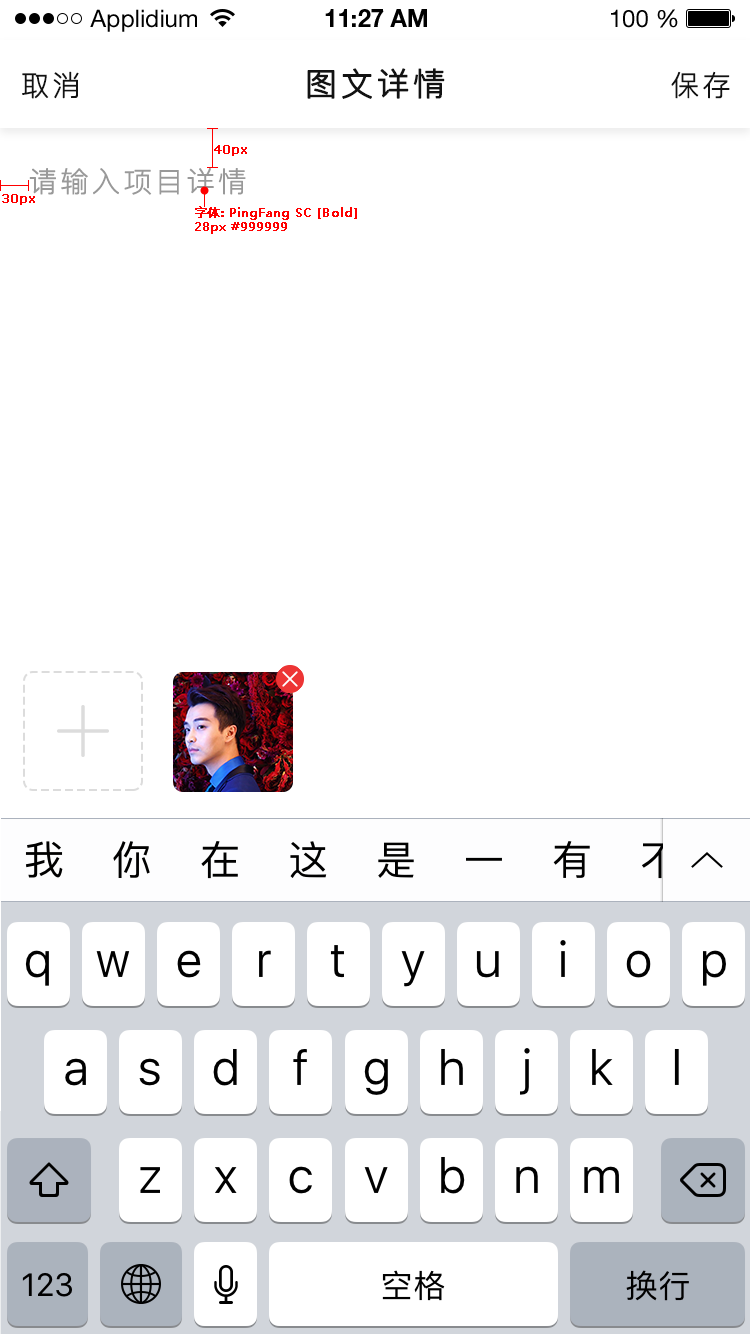 Applidium 11:27 AM 100 %
取消 图文详情 保存
40px
请输入项目详情
30px
字体: PingFang SC [Bold]
28px #999999
我 你 在 这 是 一 有 不
q w e r t y u i o p
a s d f g h j k l
z x c v b n m
123 空格 换行